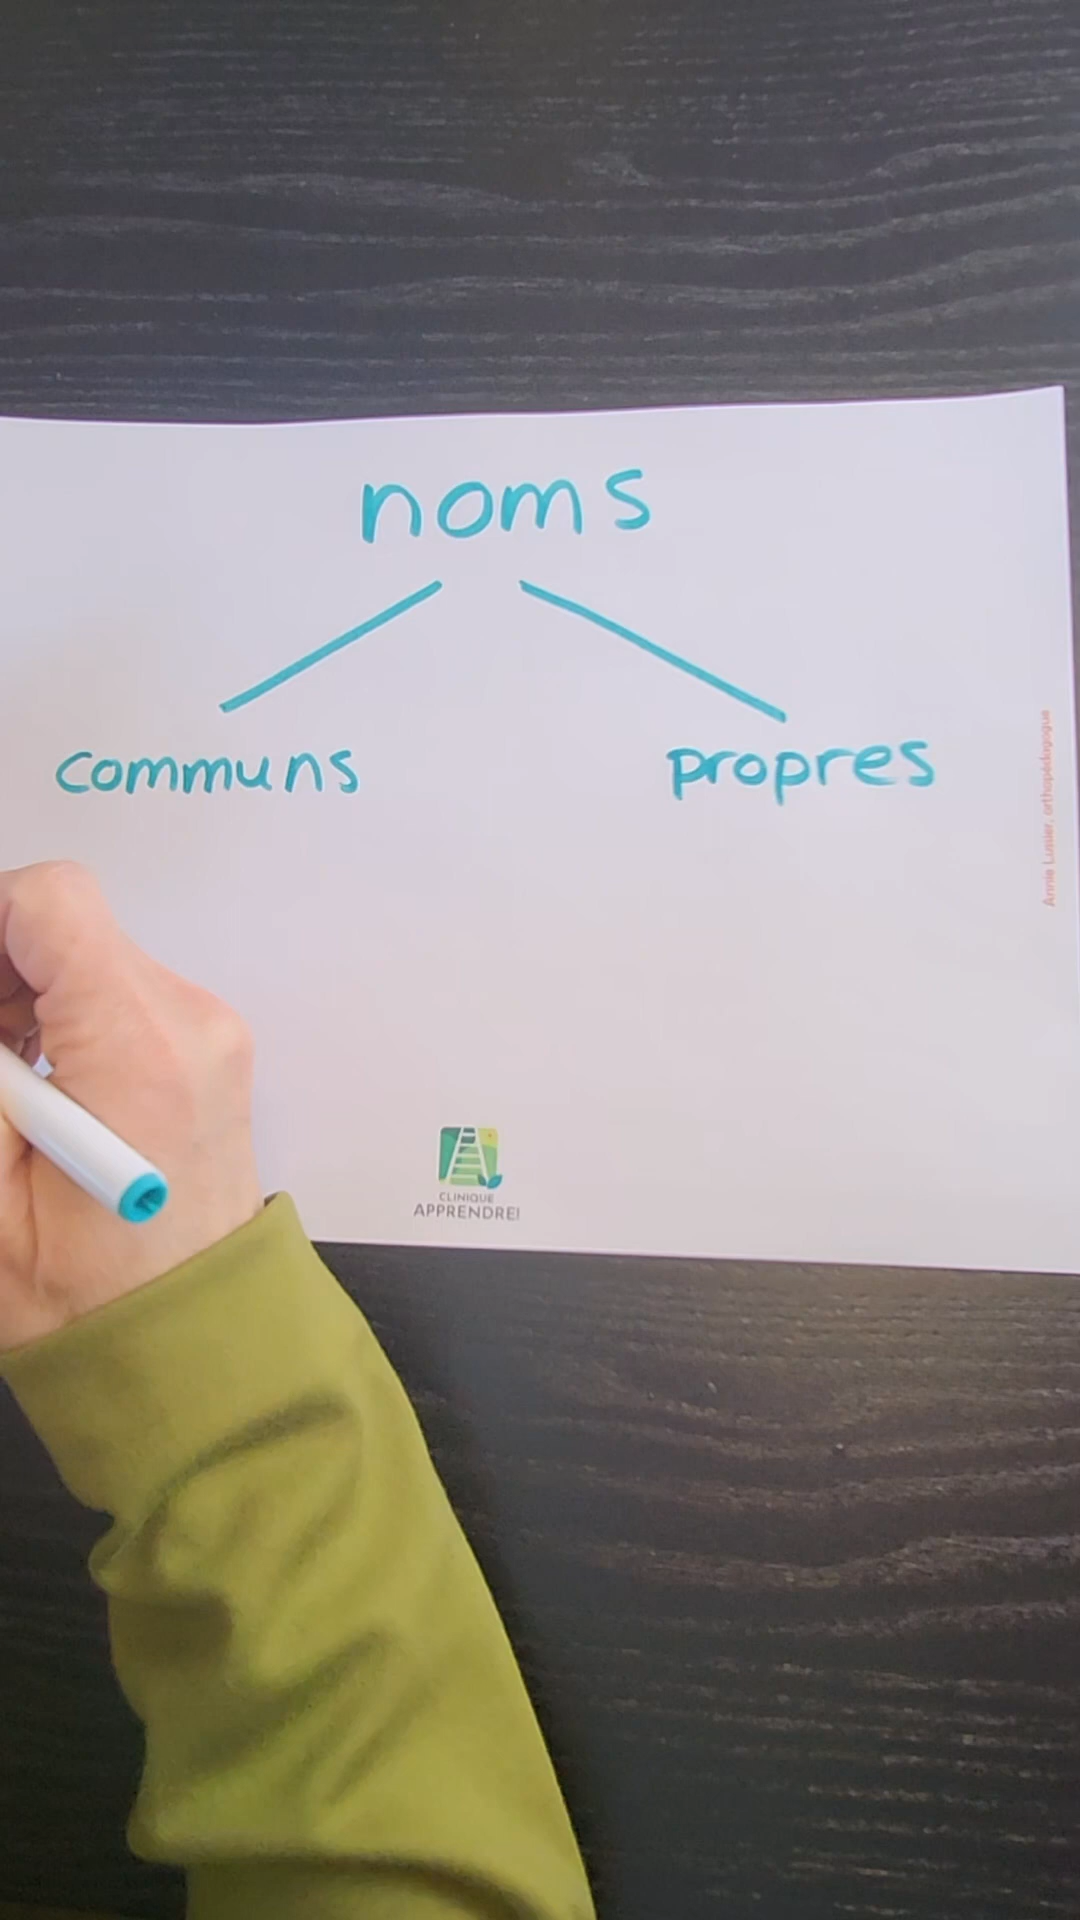 noms
communs
propres
Annie Lussier, orthopédagogue
CLINIQUE
APPRENDRE!